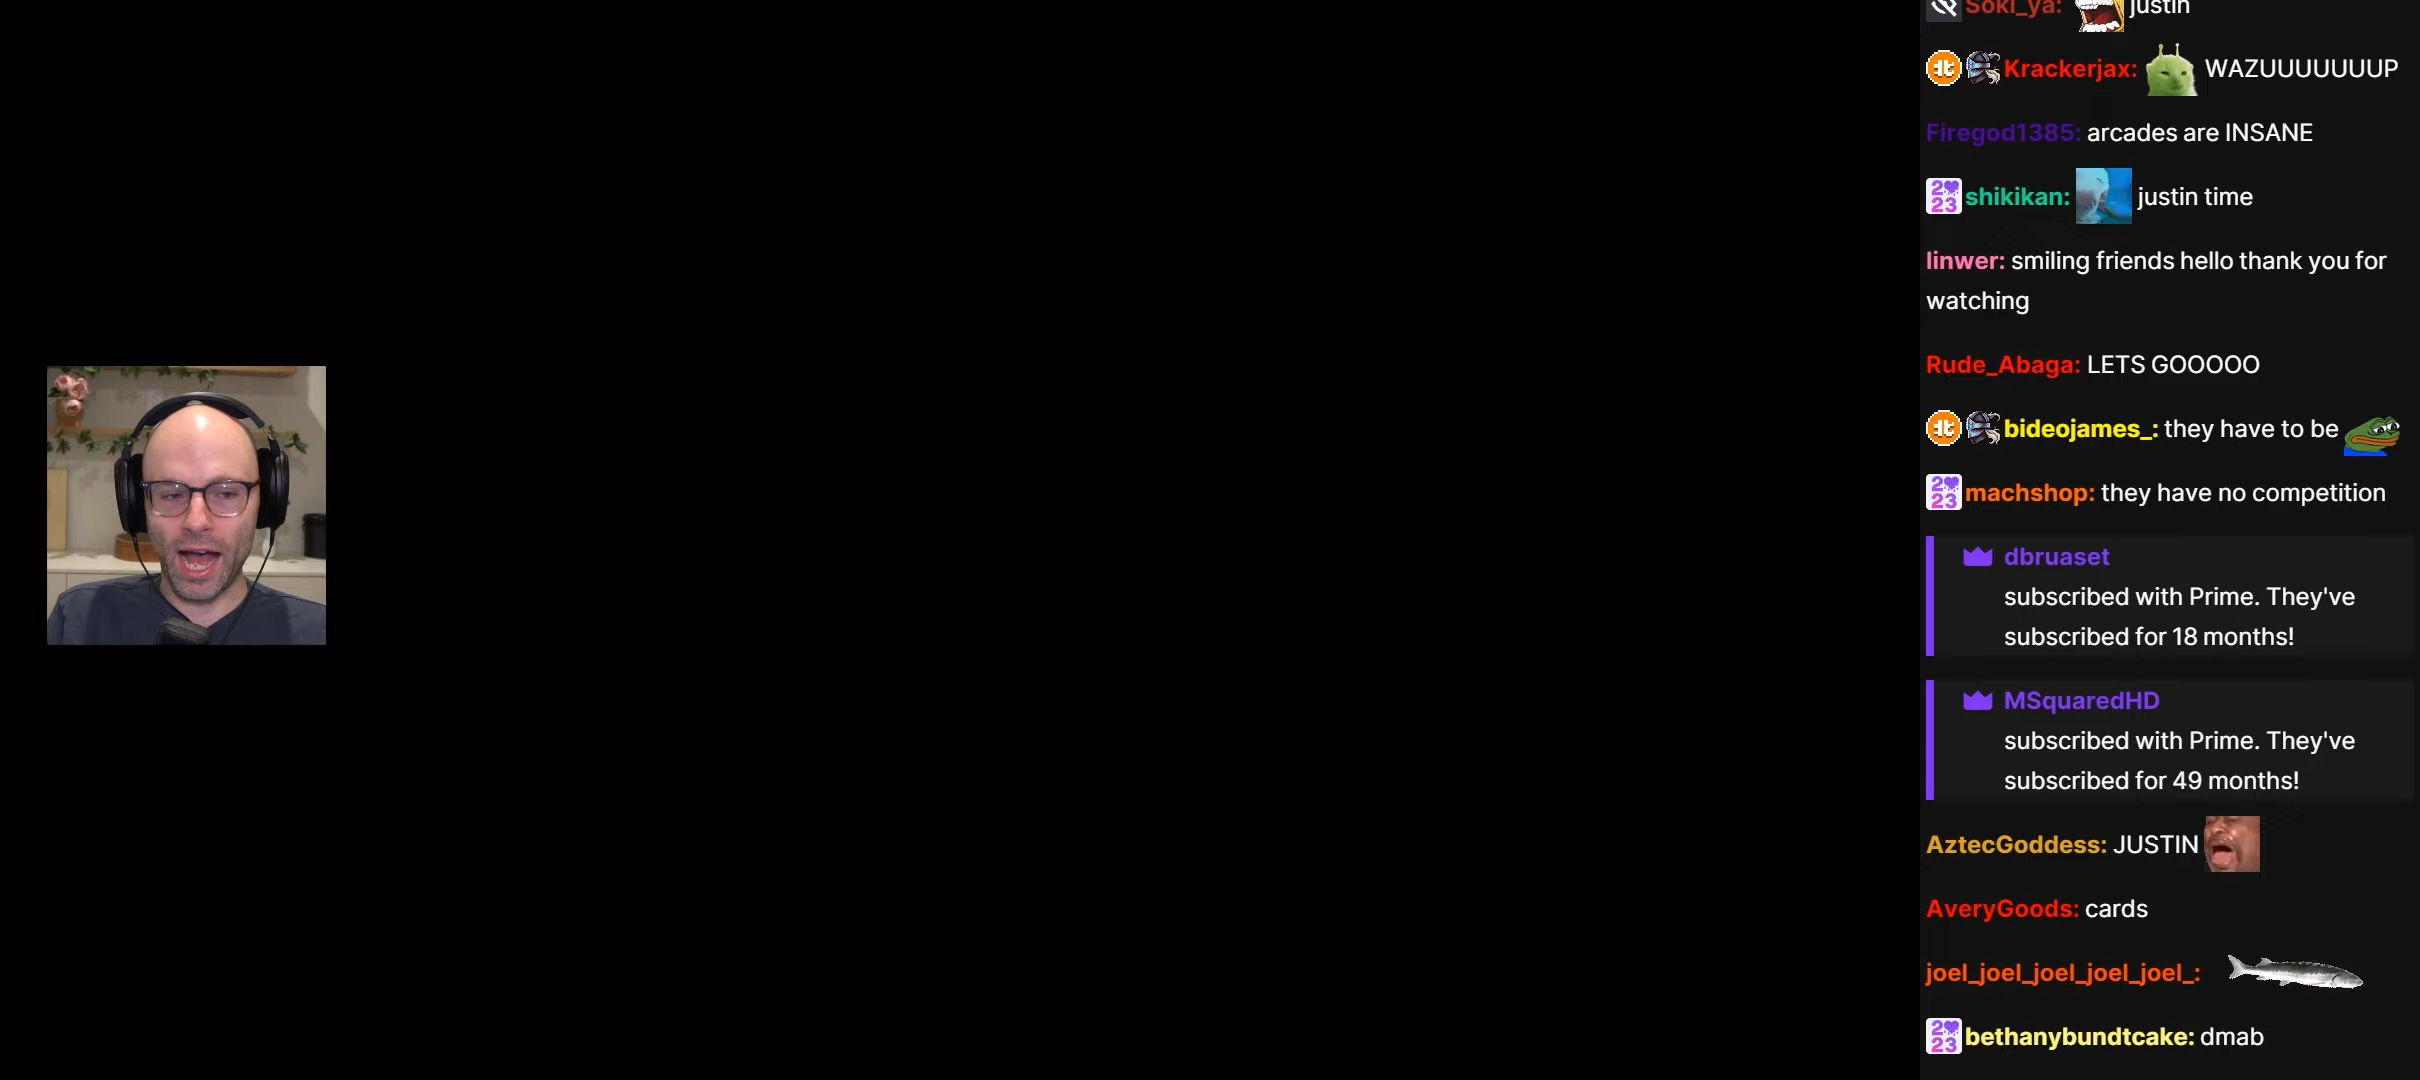 Soki_ya: justin
Krackerjax: WAZUUUUUUUP
Firegod1385: arcades are INSANE
shikikan: justin time
linwer: smiling friends hello thank you for
watching
Rude_Abaga: LETS GOOOOO
bideojames_: they have to be
machshop: they have no competition
dbruaset
subscribed with Prime. They've
subscribed for 18 months!
MSquaredHD
subscribed with Prime. They've
subscribed for 49 months!
AztecGoddess: JUSTIN
AveryGoods: cards
joel_joel_joel_joel_joel_:
bethanybundtcake: dmab